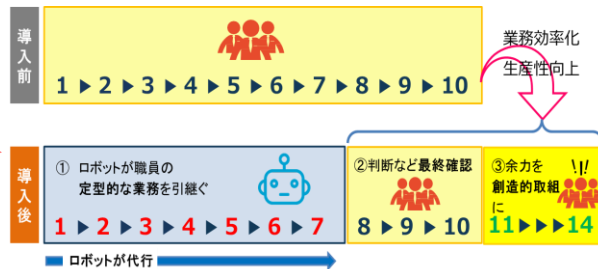 導入前
1 ▶ 2 ▶ 3 ▶ 4 ▶ 5 ▶ 6 ▶ 7 ▶ 8 ▶ 9 ▶ 10
業務効率化
生産性向上
導入後
① ロボットが職員の
定型的な業務を引継ぐ
1 ▶ 2 ▶ 3 ▶ 4 ▶ 5 ▶ 6 ▶ 7
ロボットが代行
②判断など最終確認
8 ▶ 9 ▶ 10
③余力を
創造的取組
に
11 ▶ ▶ ▶ 14